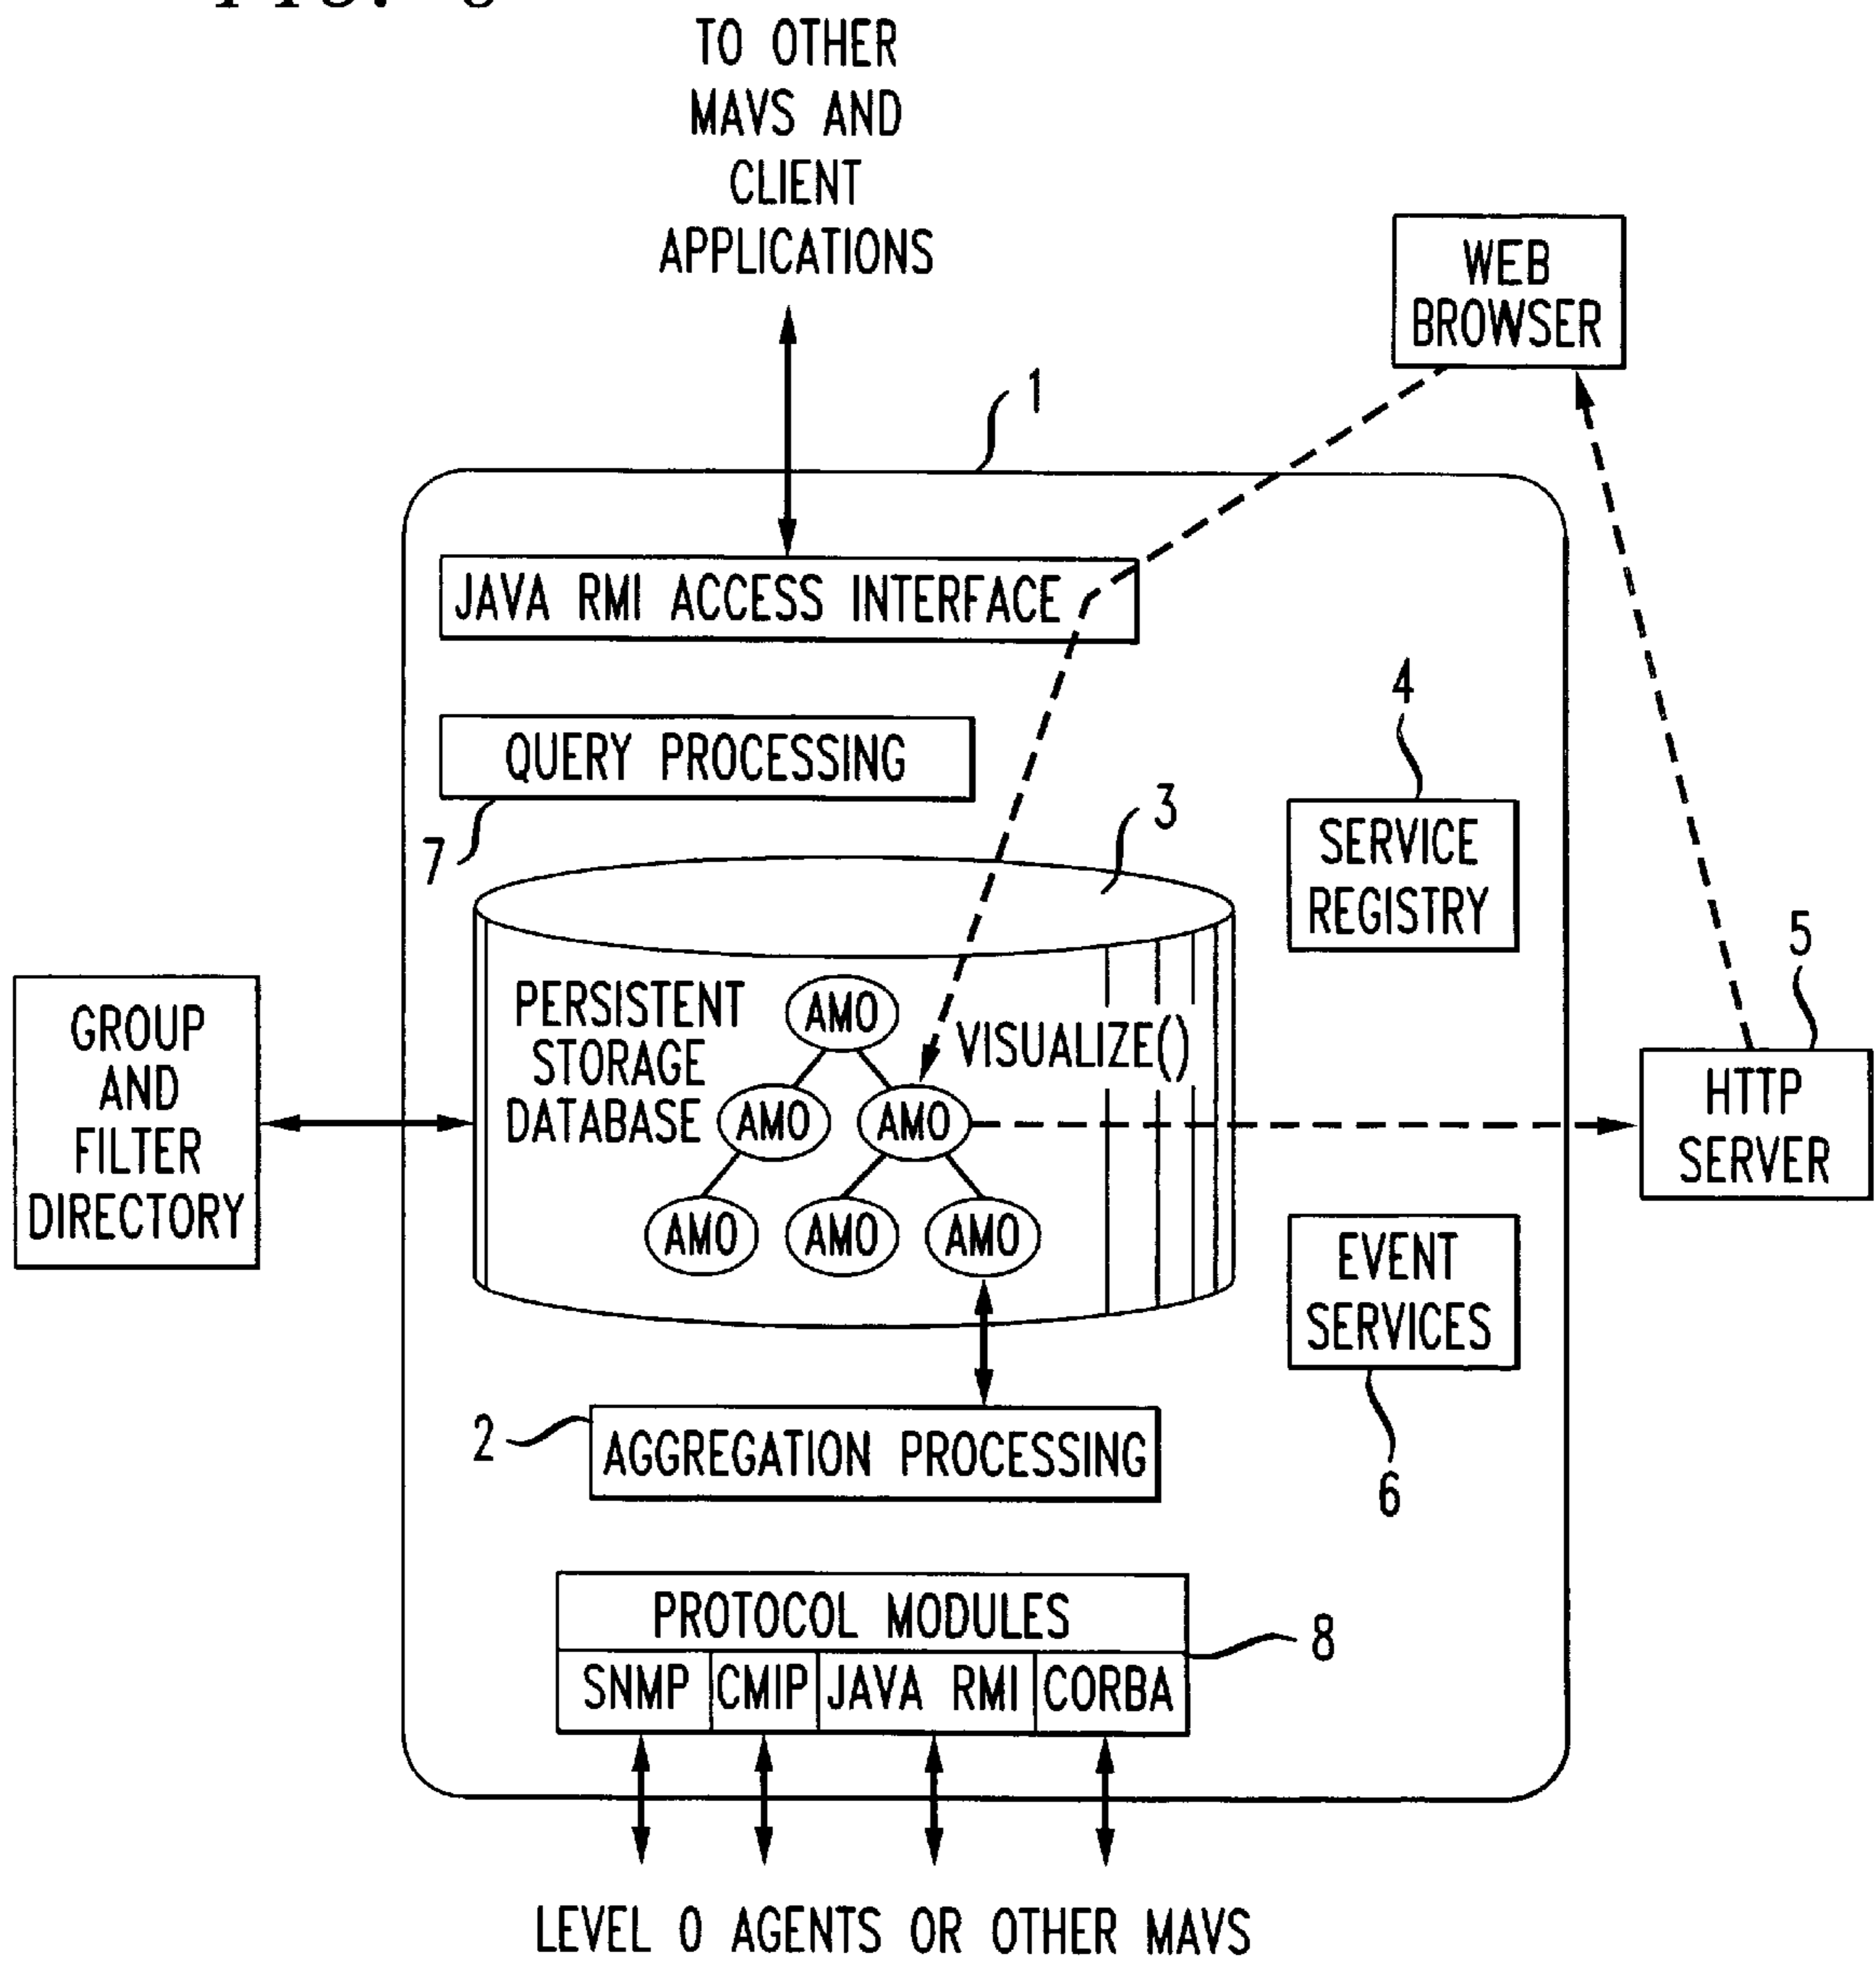 TO OTHER
MAVS AND
CLIENT
APPLICATIONS
WEB
BROWSER
1
JAVA RMI ACCESS INTERFACE
QUERY PROCESSING
7
4
SERVICE
REGISTRY
3
5
HTTP
SERVER
GROUP
AND
FILTER
DIRECTORY
PERSISTENT
STORAGE
DATABASE
AMO
VISUALIZE()
AMO
AMO
AMO
AMO
AMO
EVENT
SERVICES
6
2
AGGREGATION PROCESSING
PROTOCOL MODULES
8
SNMP CMIP JAVA RMI CORBA
LEVEL 0 AGENTS OR OTHER MAVS